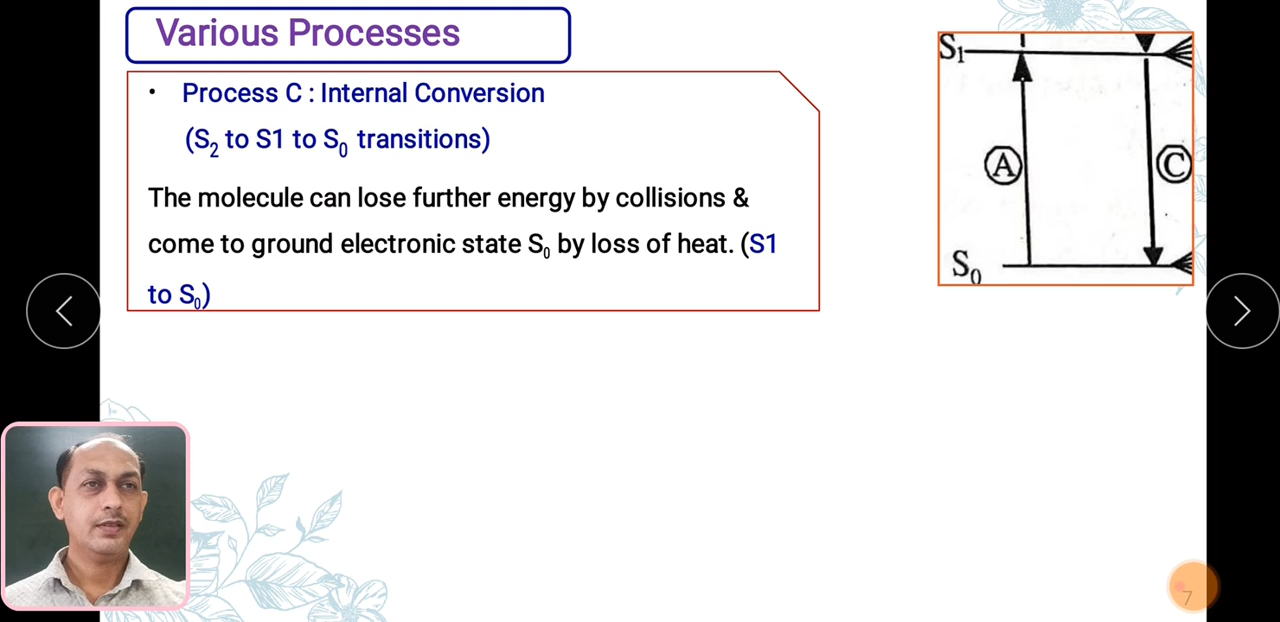 Various Processes
• Process C : Internal Conversion
(S₂ to S1 to S₀ transitions)
The molecule can lose further energy by collisions &
come to ground electronic state S₀ by loss of heat. (S1
to S₀)
S₁
A
C
S₀
7